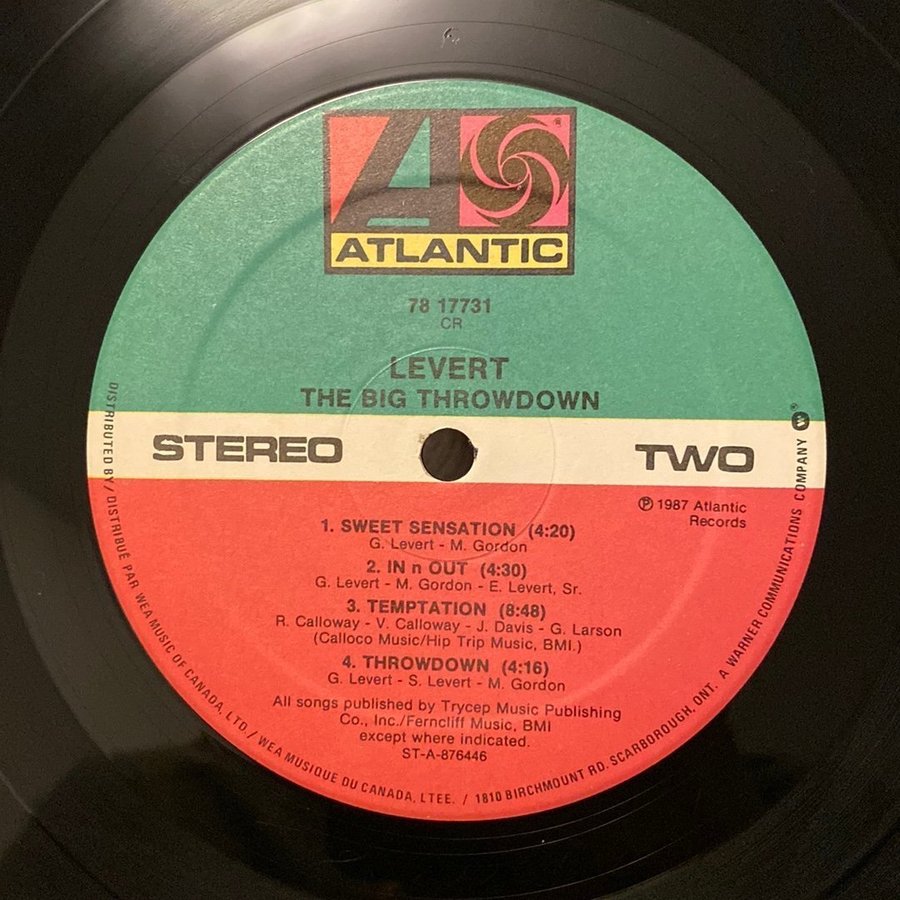 ATLANTIC
78 17731
CR
LEVERT
THE BIG THROWDOWN
STEREO
TWO
℗ 1987 Atlantic
Records
1. SWEET SENSATION (4:20)
G. Levert - M. Gordon
2. IN n OUT (4:30)
G. Levert - M. Gordon - E. Levert, Sr.
3. TEMPTATION (8:48)
R. Calloway - V. Calloway - J. Davis - G. Larson
(Calloco Music/Hip Trip Music, BMI.)
4. THROWDOWN (4:16)
G. Levert - S. Levert - M. Gordon
All songs published by Trycep Music Publishing
Co., Inc./Ferncliff Music, BMI
except where indicated.
ST-A-876446
DISTRIBUTED BY / DISTRIBUÉ PAR WEA MUSIC OF CANADA, LTD. / WEA MUSIQUE DU CANADA, LTEE. / 1810 BIRCHMOUNT RD. SCARBOROUGH, ONT. A WARNER COMMUNICATIONS COMPANY